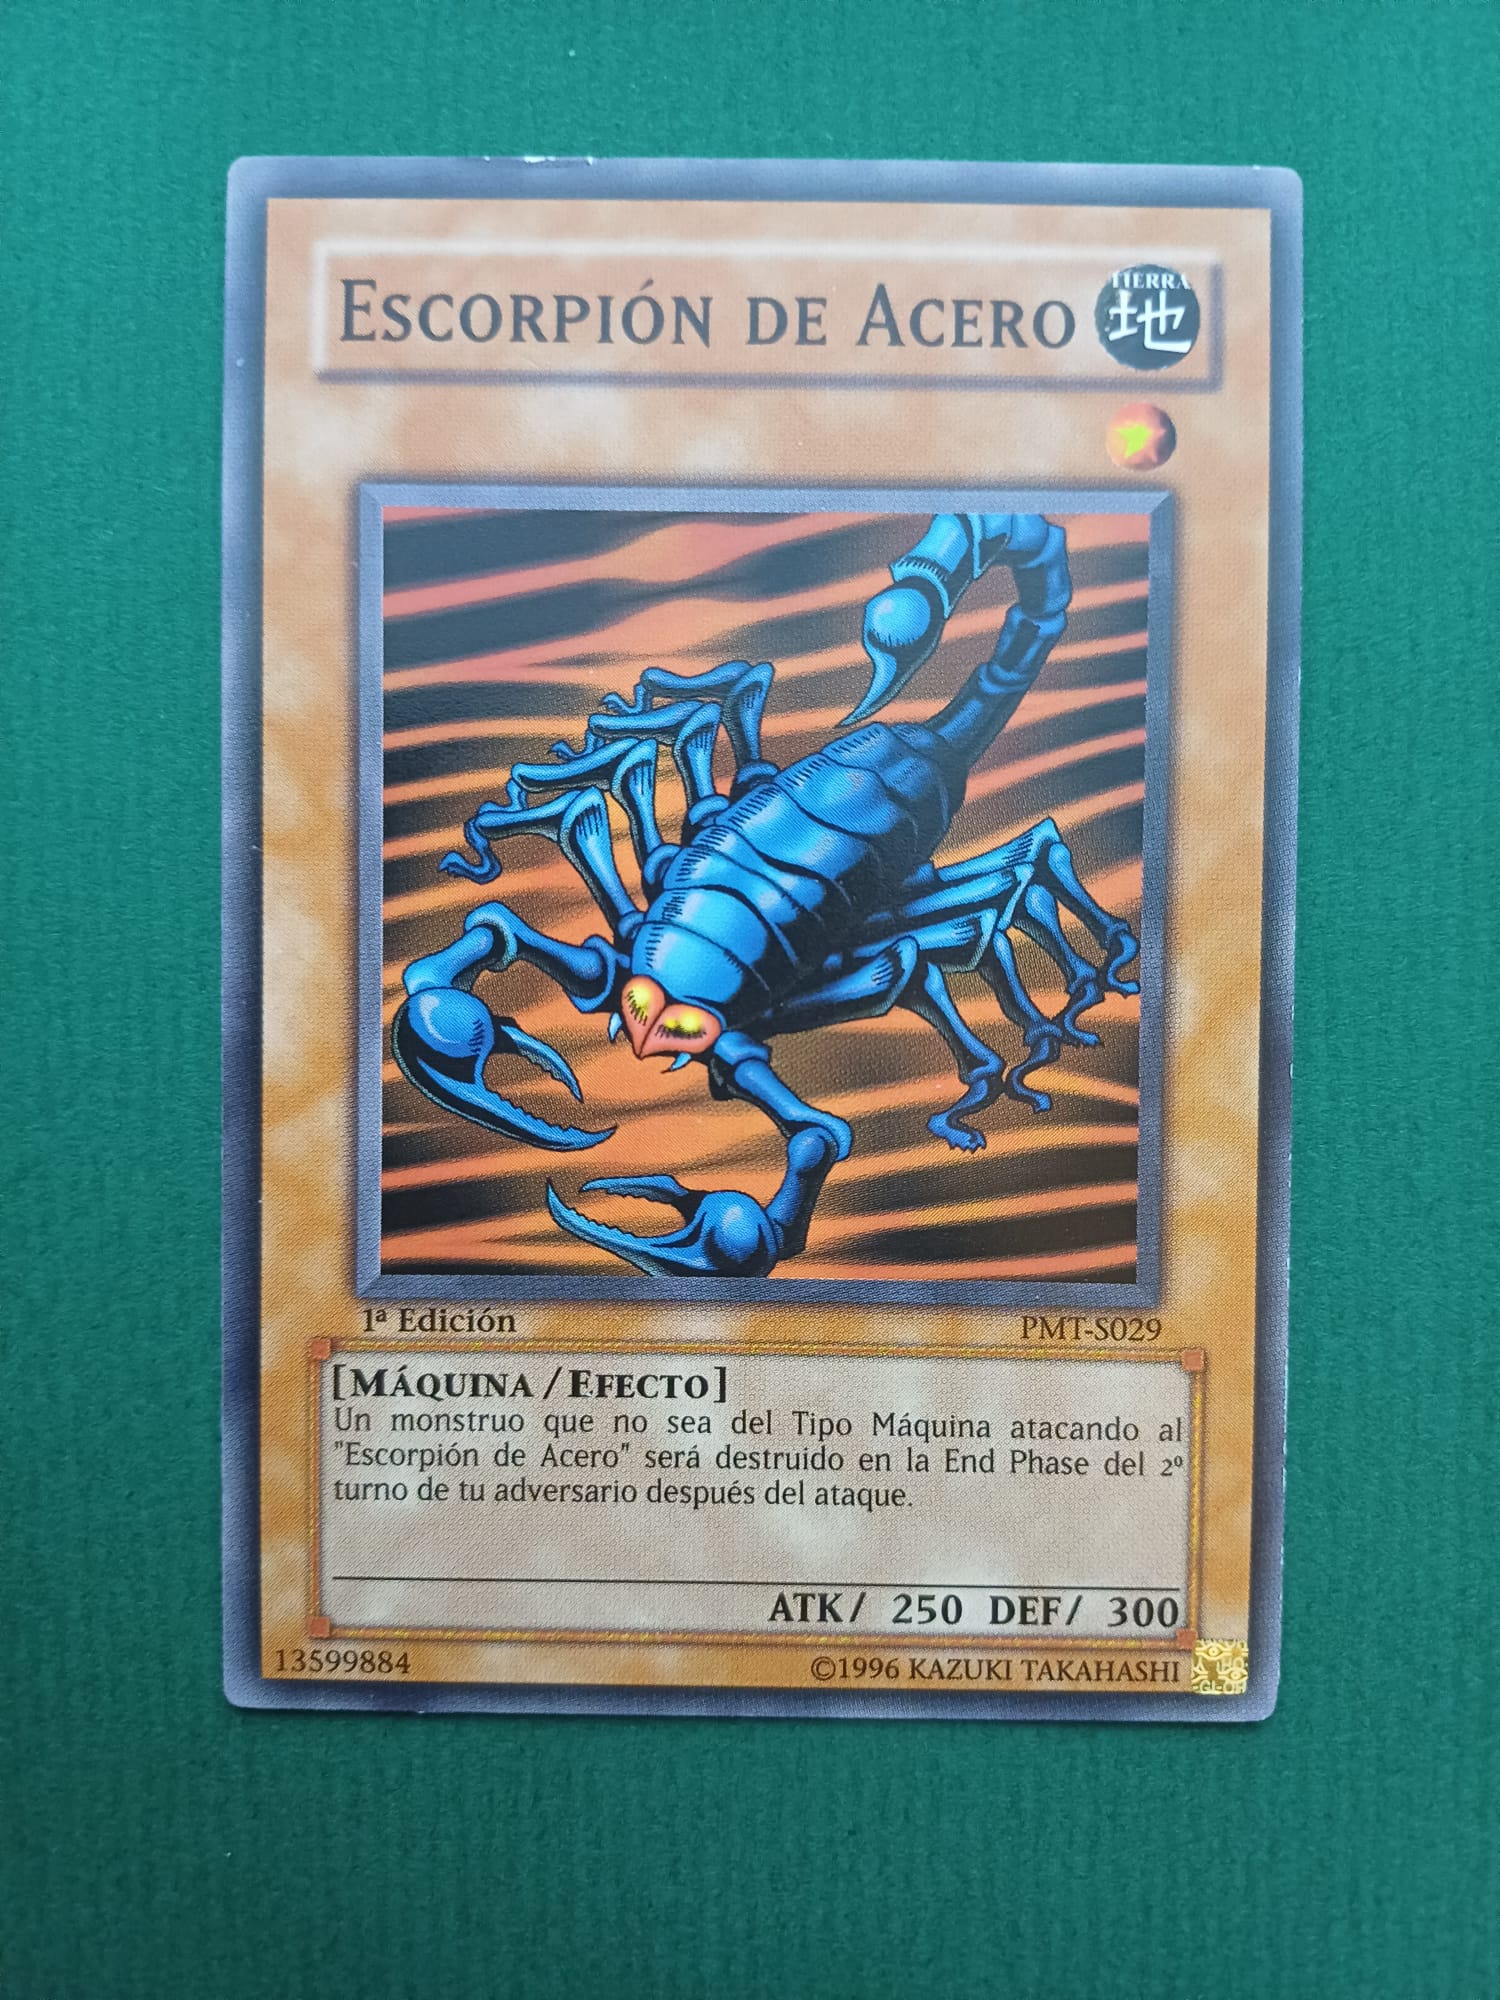 ESCORPIÓN DE ACERO
TIERRA
地
1ª Edición
PMT-S029
[MÁQUINA / EFECTO]
Un monstruo que no sea del Tipo Máquina atacando al
"Escorpión de Acero" será destruido en la End Phase del 2º
turno de tu adversario después del ataque.
ATK/ 250 DEF/ 300
13599884
©1996 KAZUKI TAKAHASHI